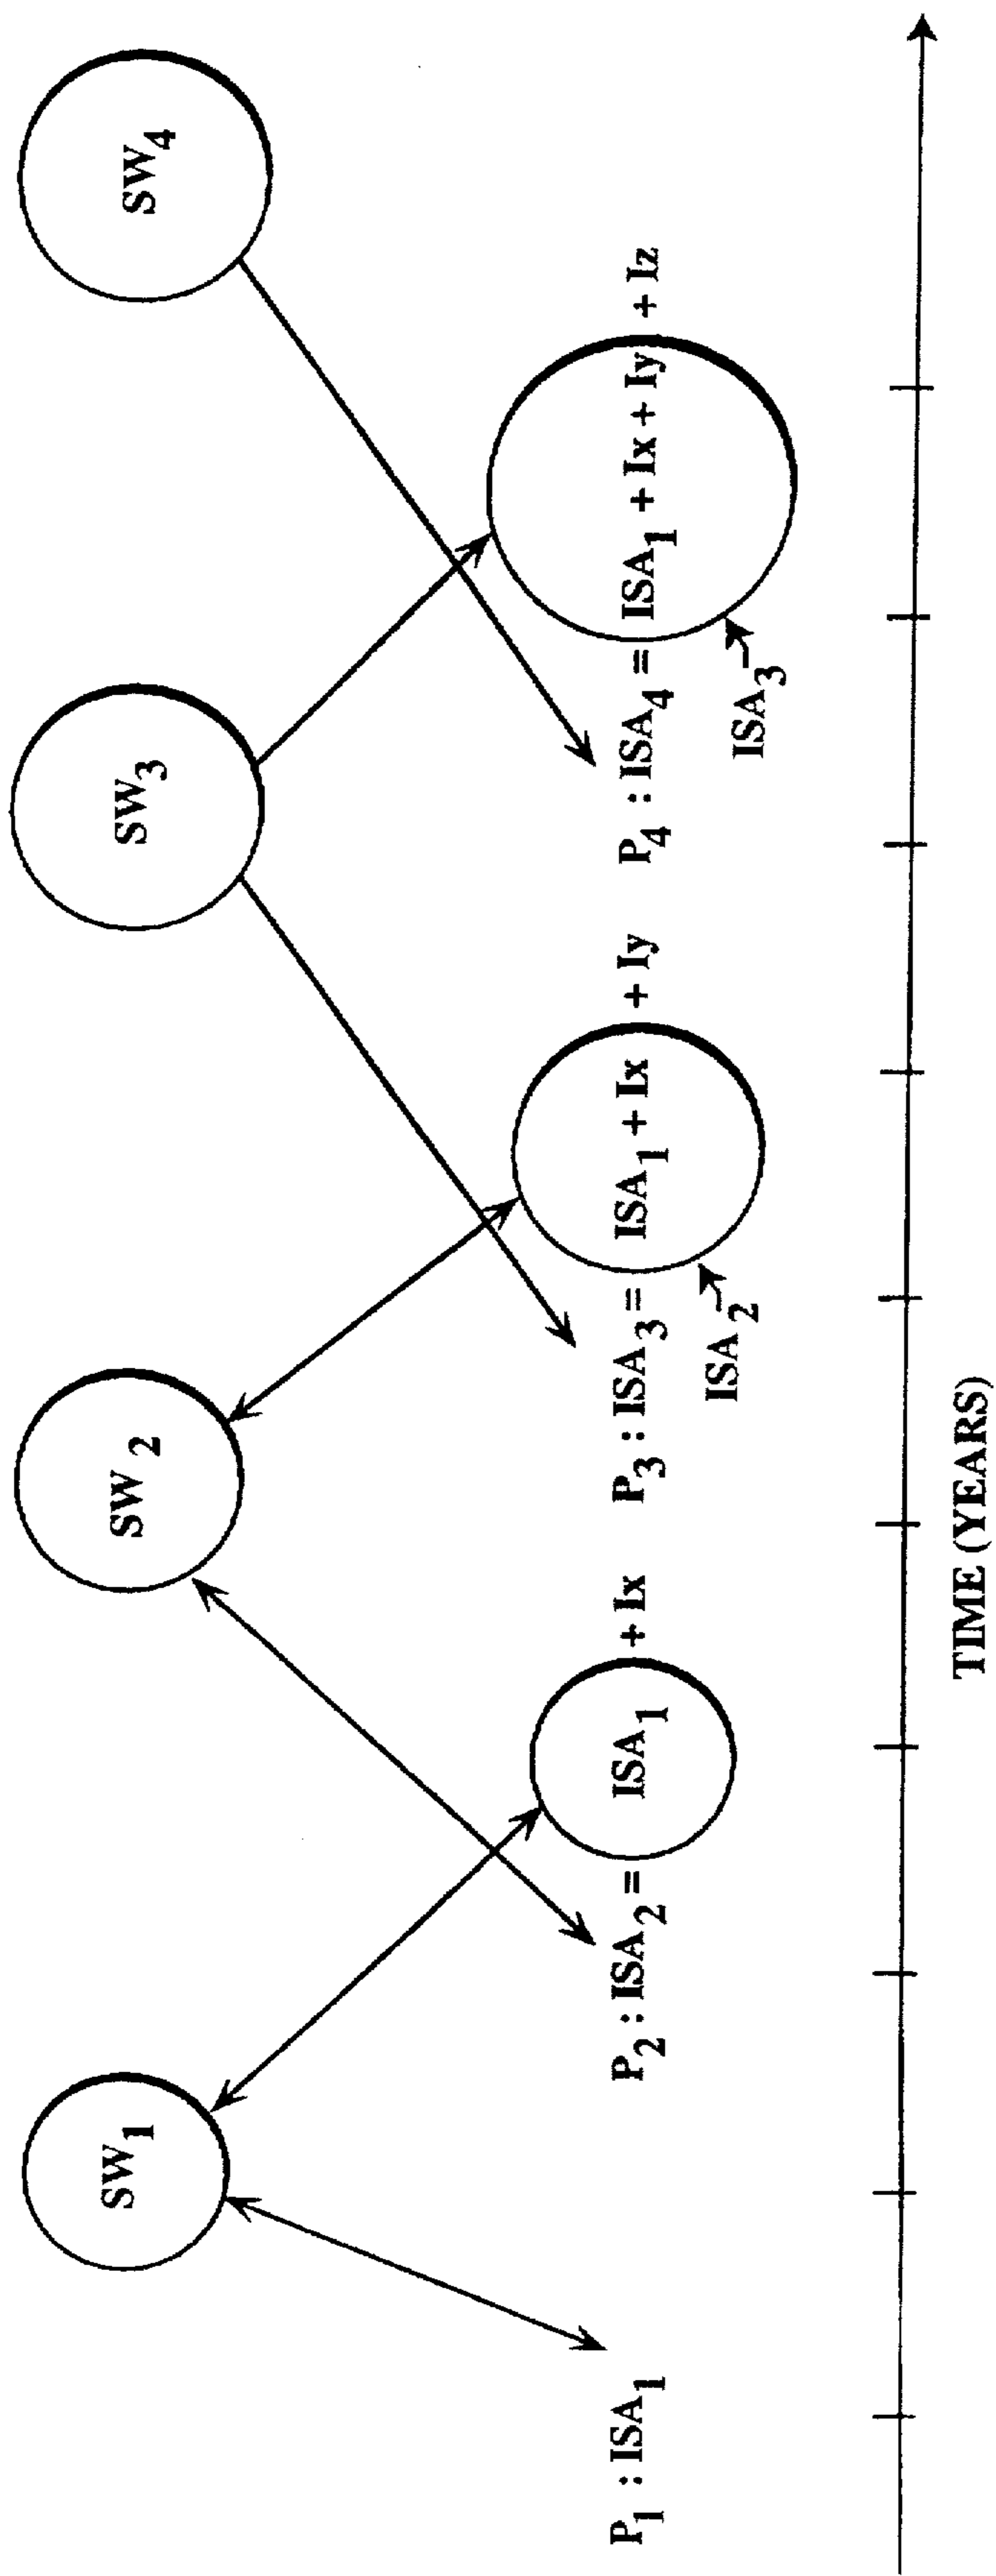 SW₁
SW₂
SW₃
SW₄
P₁ : ISA₁
P₂ : ISA₂ = ISA₁ + Ix
P₃ : ISA₃ = ISA₁ + Ix + Iy
P₄ : ISA₄ = ISA₁ + Ix + Iy + Iz
ISA₂
ISA₃
TIME (YEARS)